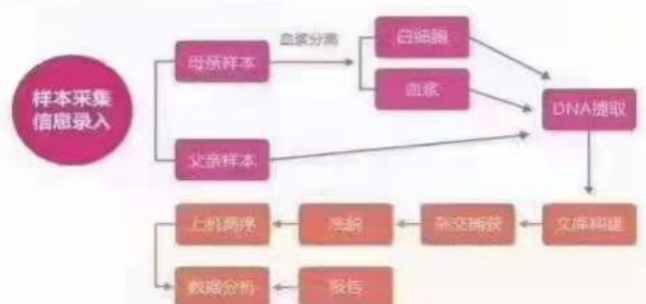 样本采集
信息录入
母亲样本
血浆分离
白细胞
血浆
父亲样本
DNA提取
文库构建
杂交捕获
洗脱
上机测序
数据分析
报告